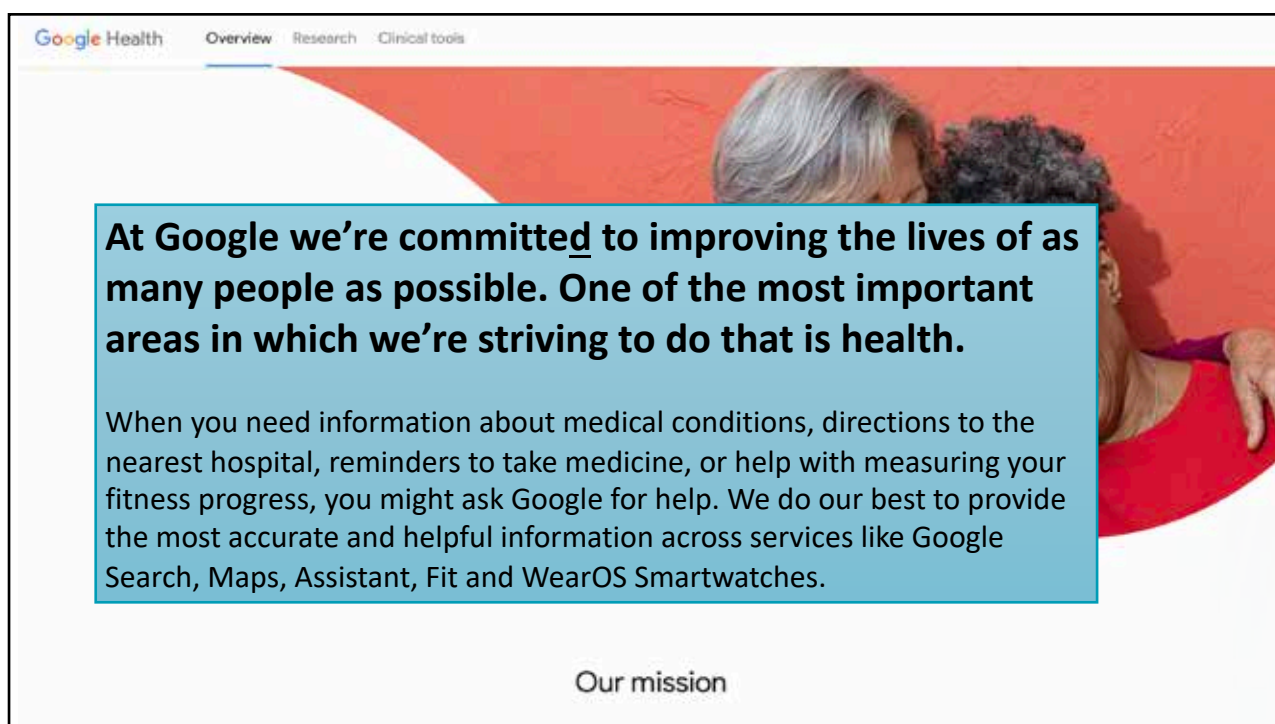 Google Health Overview Research Clinical tools
At Google we’re committed to improving the lives of as
many people as possible. One of the most important
areas in which we’re striving to do that is health.
When you need information about medical conditions, directions to the
nearest hospital, reminders to take medicine, or help with measuring your
fitness progress, you might ask Google for help. We do our best to provide
the most accurate and helpful information across services like Google
Search, Maps, Assistant, Fit and WearOS Smartwatches.
Our mission